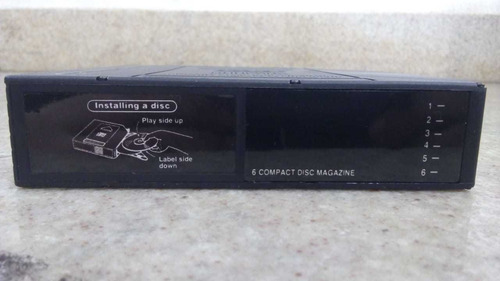 Installing a disc
Play side up
Label side
down
1 –
2 –
3 –
4 –
5 –
6 COMPACT DISC MAGAZINE 6 –